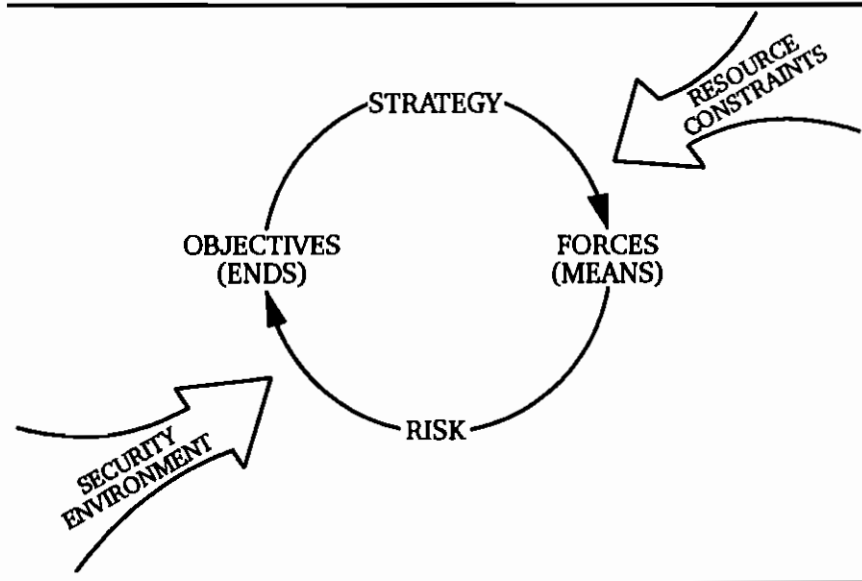 RESOURCE
CONSTRAINTS
STRATEGY
OBJECTIVES
(ENDS)
FORCES
(MEANS)
RISK
SECURITY
ENVIRONMENT